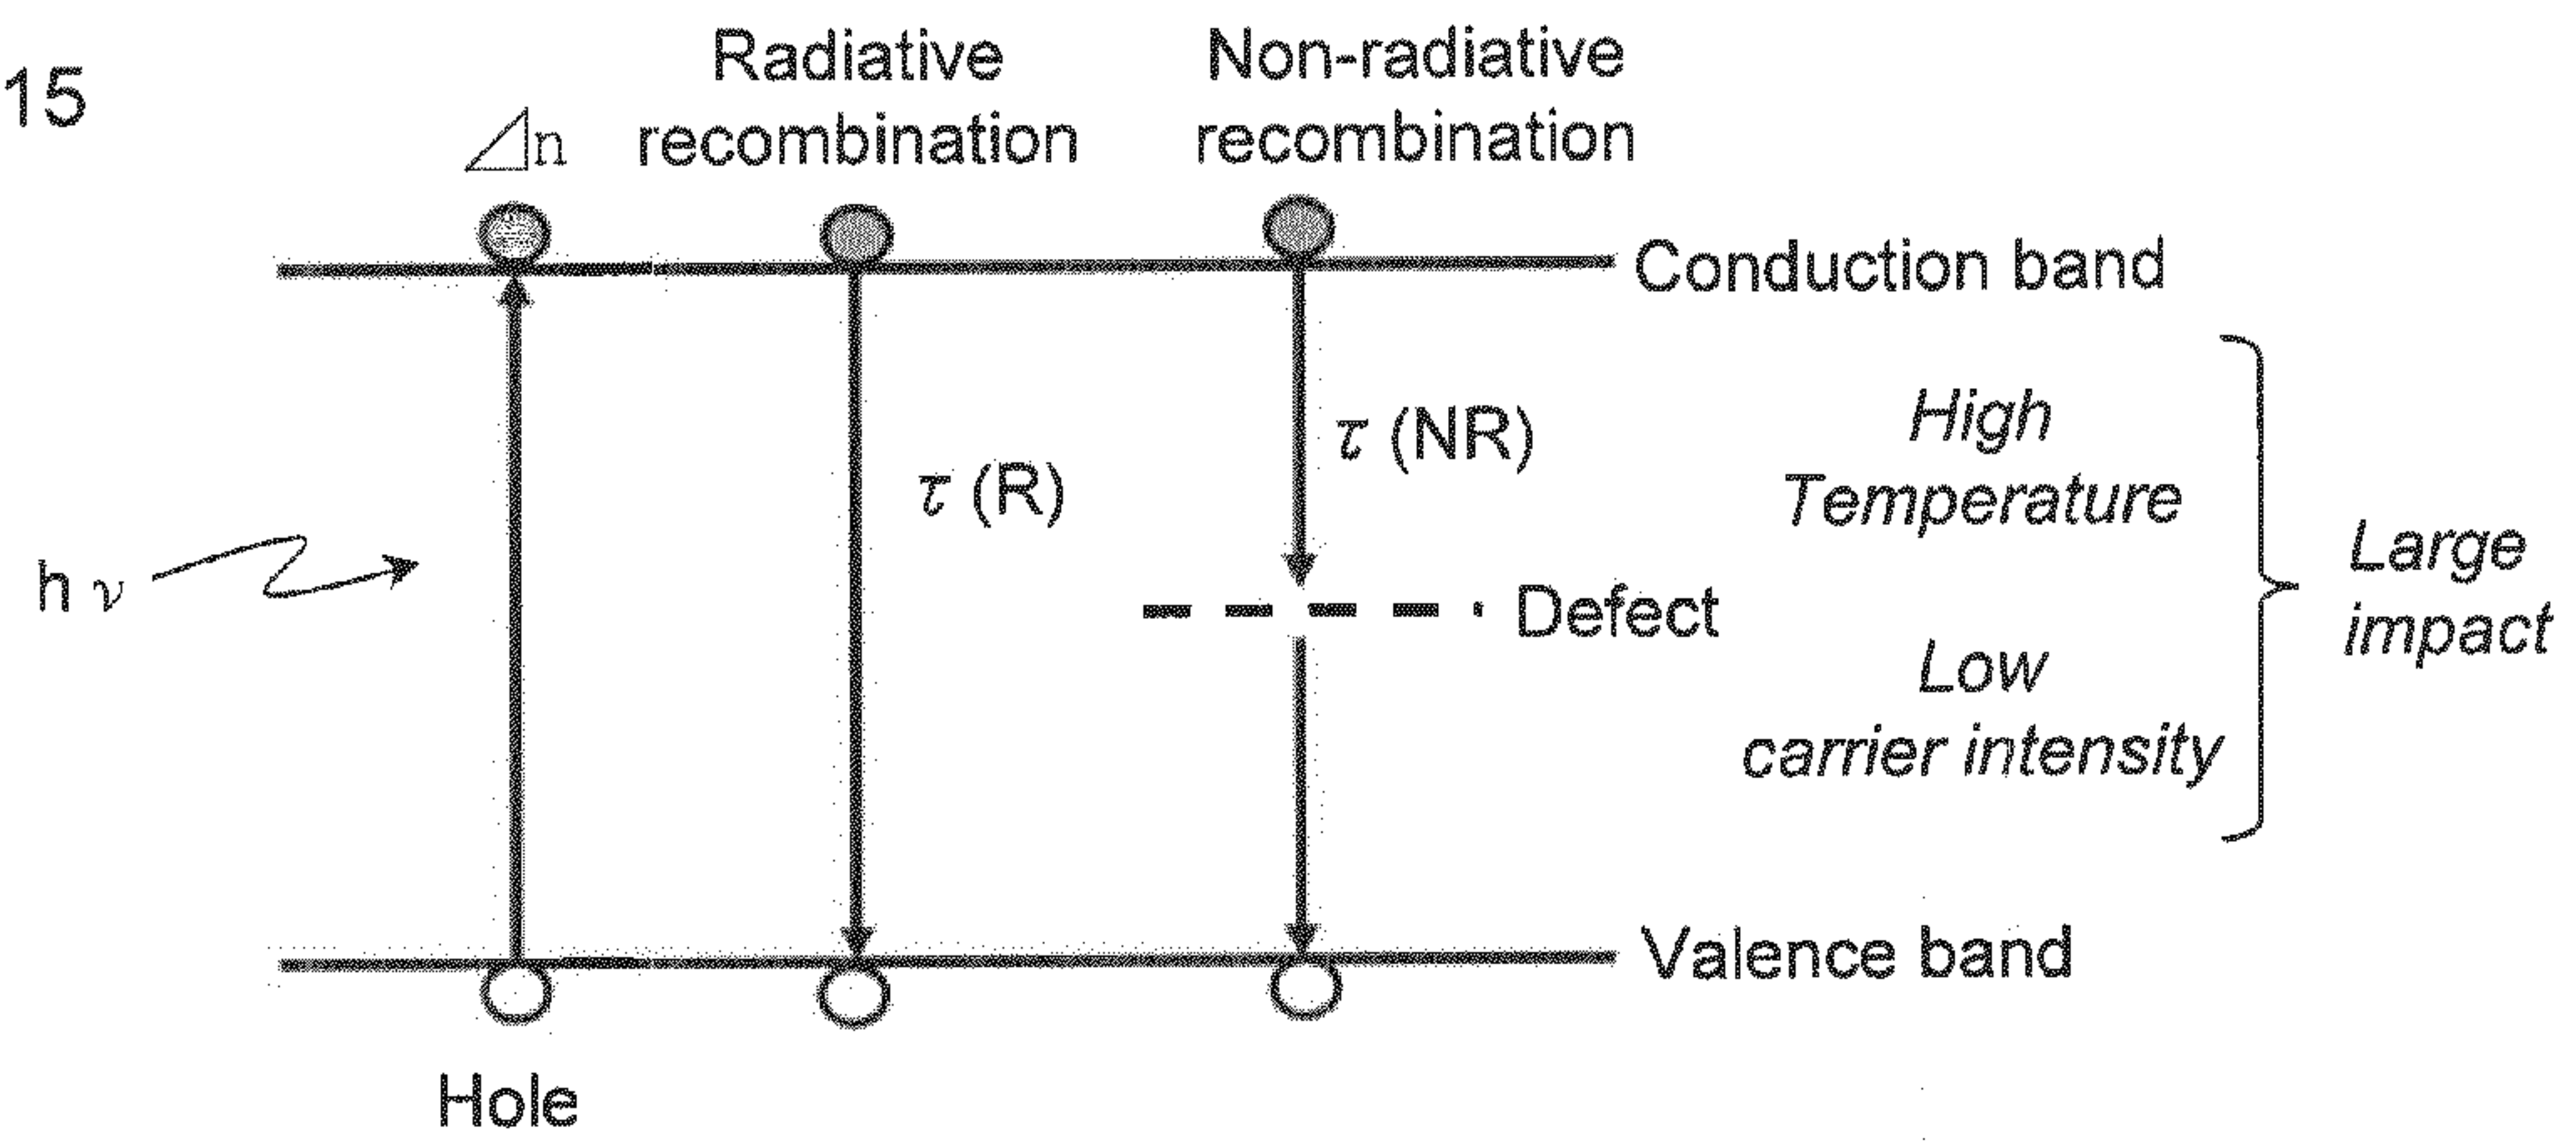 15
Radiative
recombination
Non-radiative
recombination
⊿n
Conduction band
τ (R)
τ (NR)
High
Temperature
Large
impact
h ν
Defect
Low
carrier intensity
Valence band
Hole